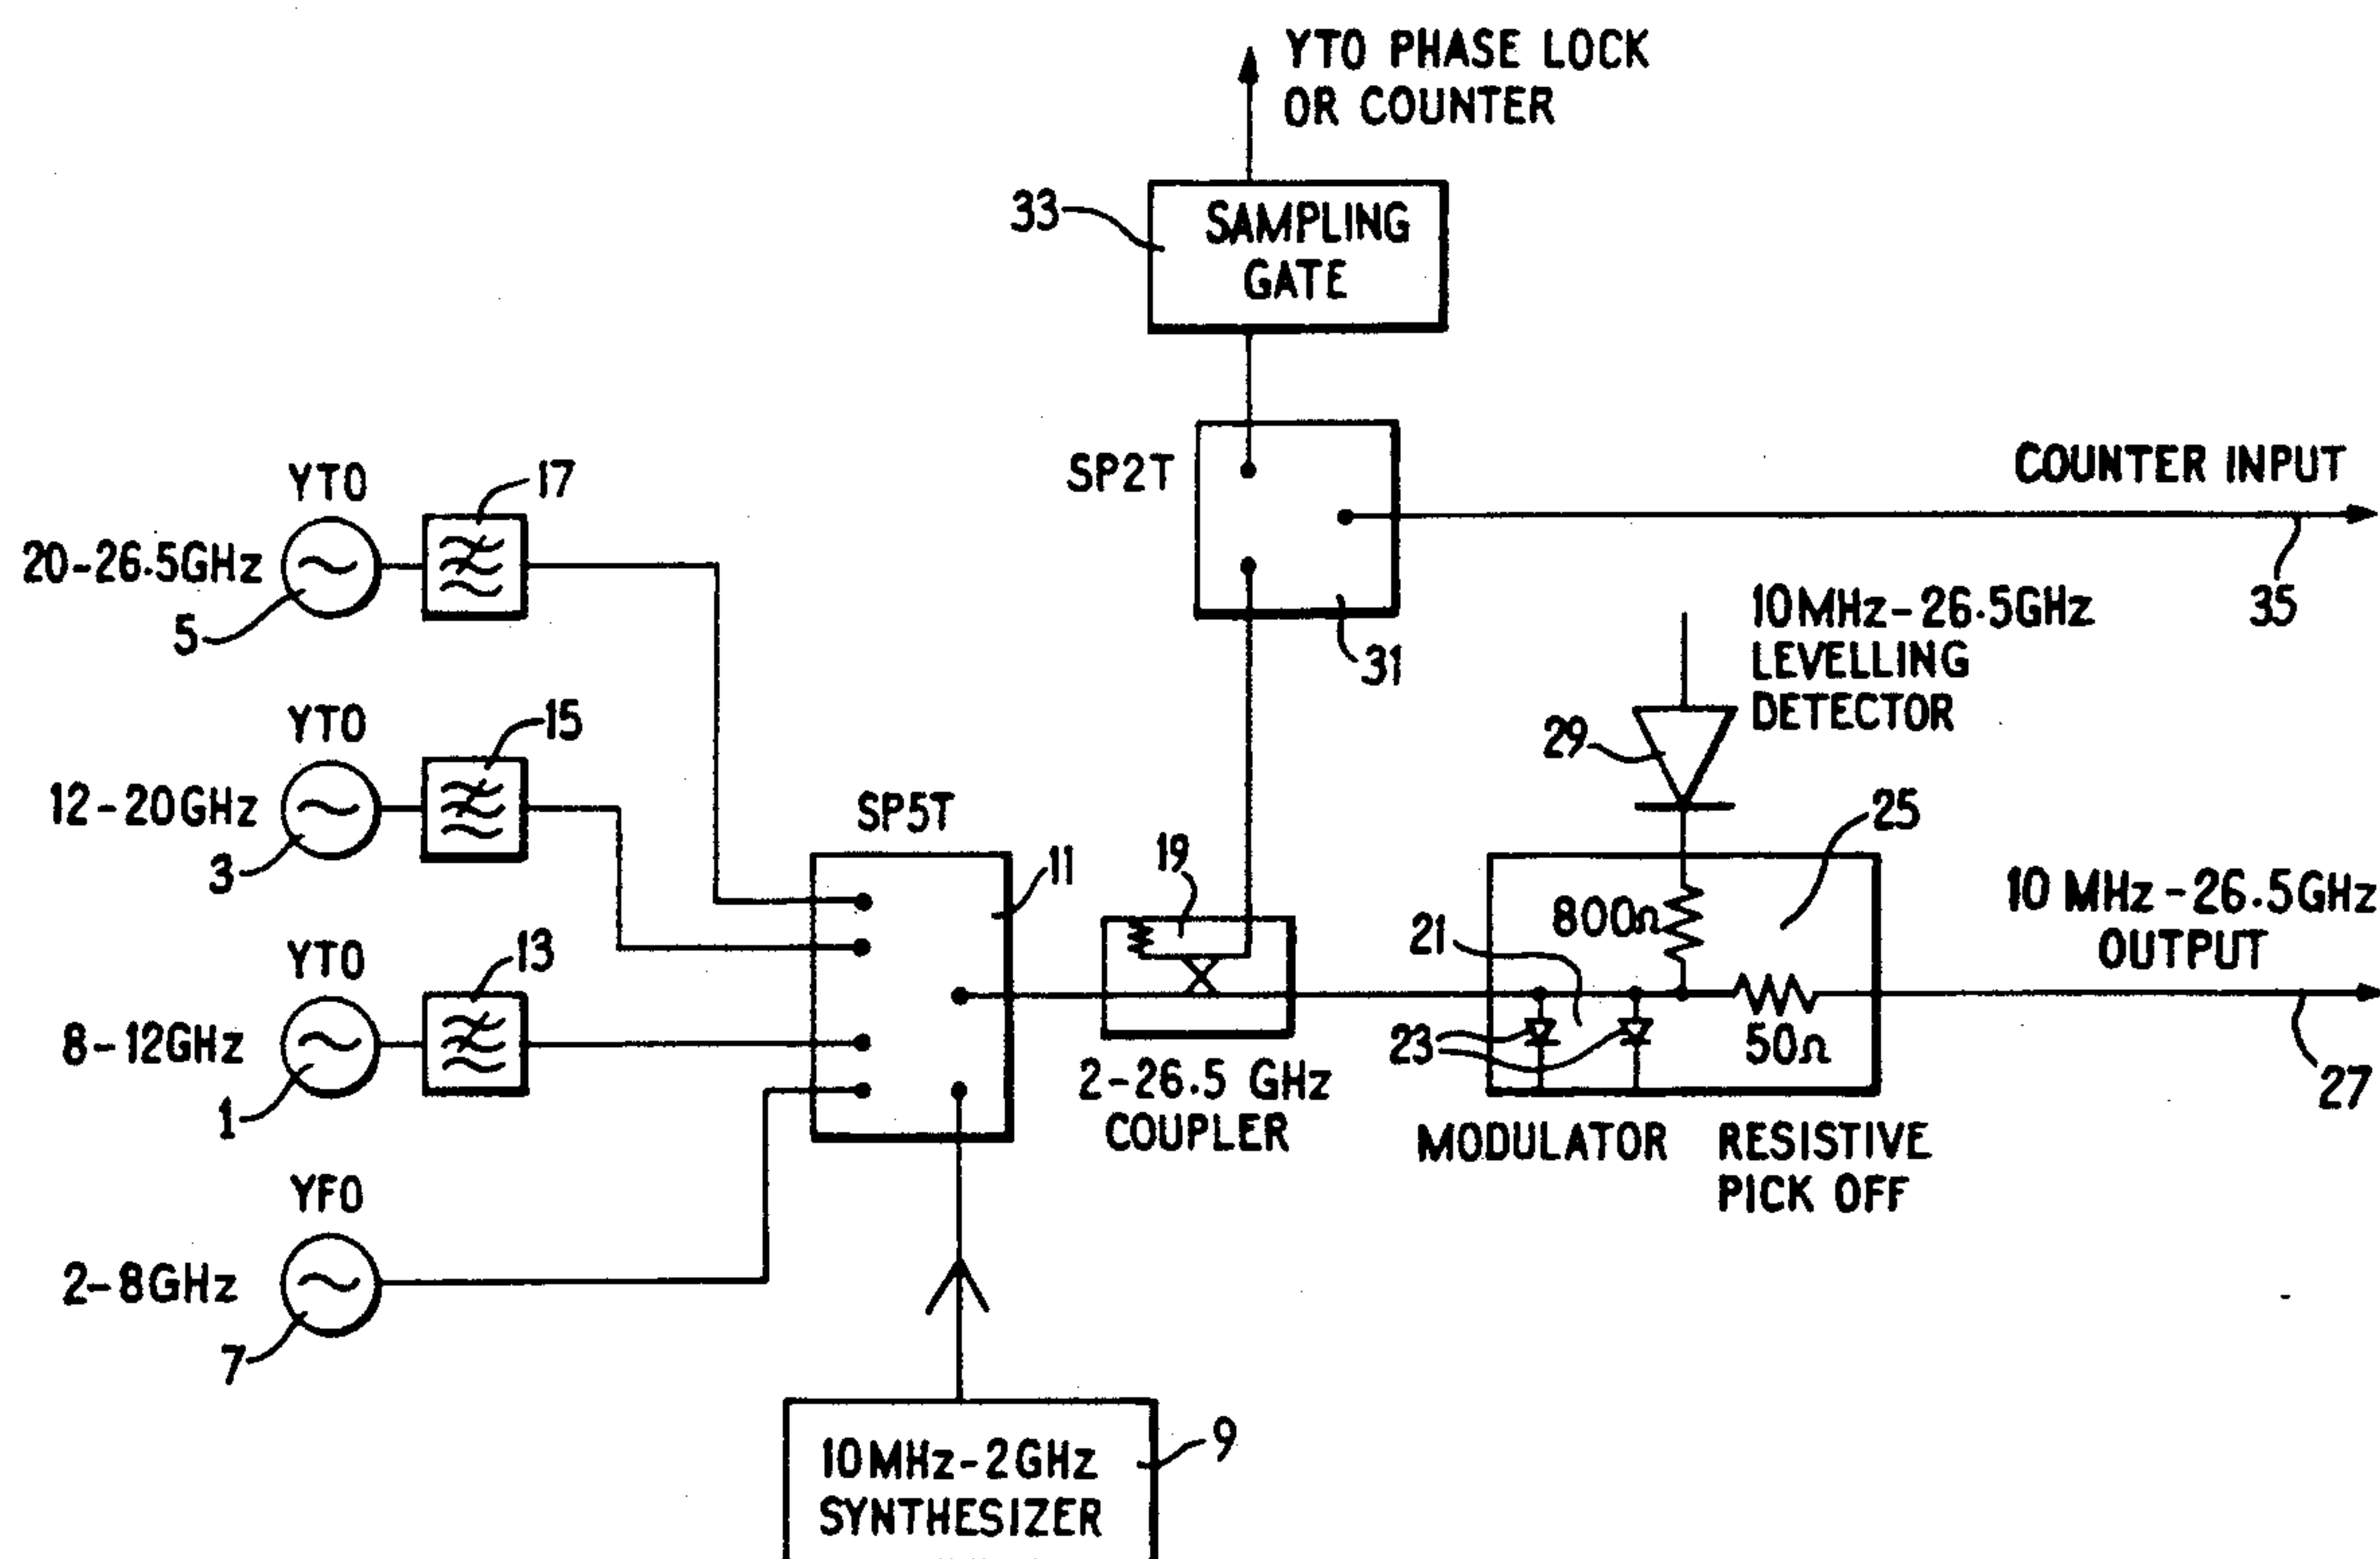 YTO PHASE LOCK
OR COUNTER
33
SAMPLING
GATE
SP2T
COUNTER INPUT
35
31
YTO
17
20-26.5GHz
5
10MHz-26.5GHz
LEVELLING
DETECTOR
29
YTO
15
12-20GHz
3
SP5T
11
19
25
800Ω
21
10 MHz-26.5GHz
OUTPUT
YTO
13
8-12GHz
1
23
50Ω
27
2-26.5 GHz
COUPLER
MODULATOR
RESISTIVE
PICK OFF
YFO
2-8GHz
7
9
10MHz-2GHz
SYNTHESIZER